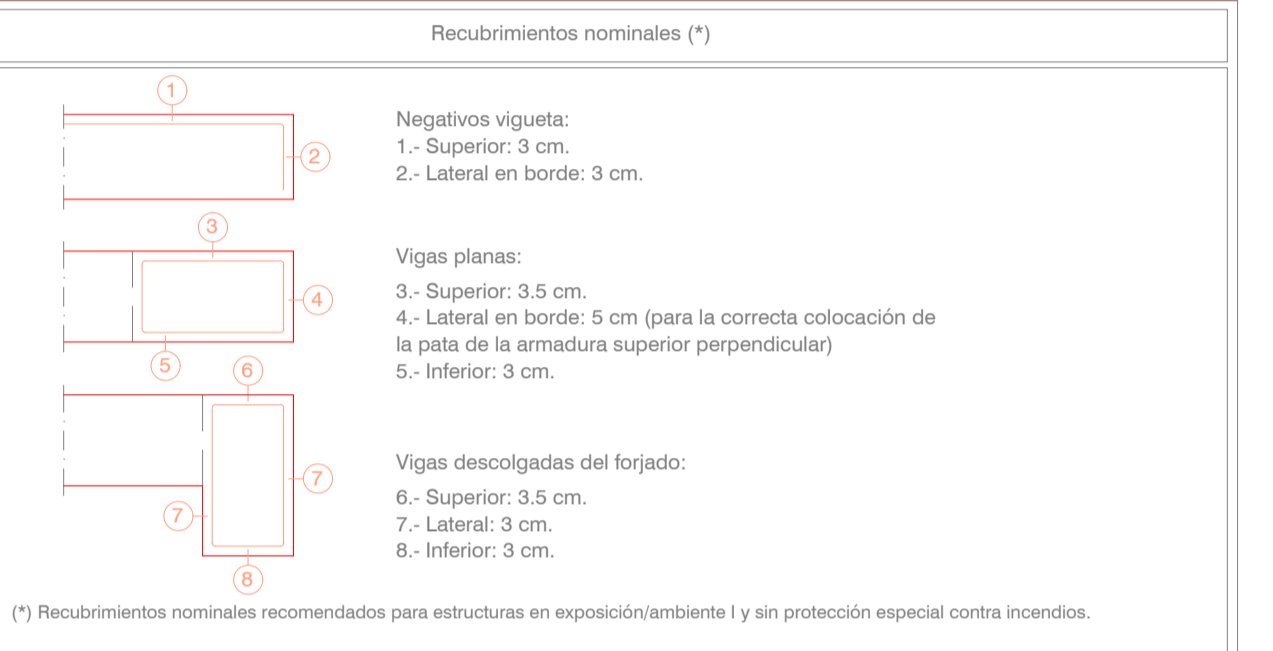 Recubrimientos nominales (*)
1
2
Negativos vigueta:
1.- Superior: 3 cm.
2.- Lateral en borde: 3 cm.
3
4
5
Vigas planas:
3.- Superior: 3.5 cm.
4.- Lateral en borde: 5 cm (para la correcta colocación de
la pata de la armadura superior perpendicular)
5.- Inferior: 3 cm.
6
7
7
8
Vigas descolgadas del forjado:
6.- Superior: 3.5 cm.
7.- Lateral: 3 cm.
8.- Inferior: 3 cm.
(*) Recubrimientos nominales recomendados para estructuras en exposición/ambiente I y sin protección especial contra incendios.